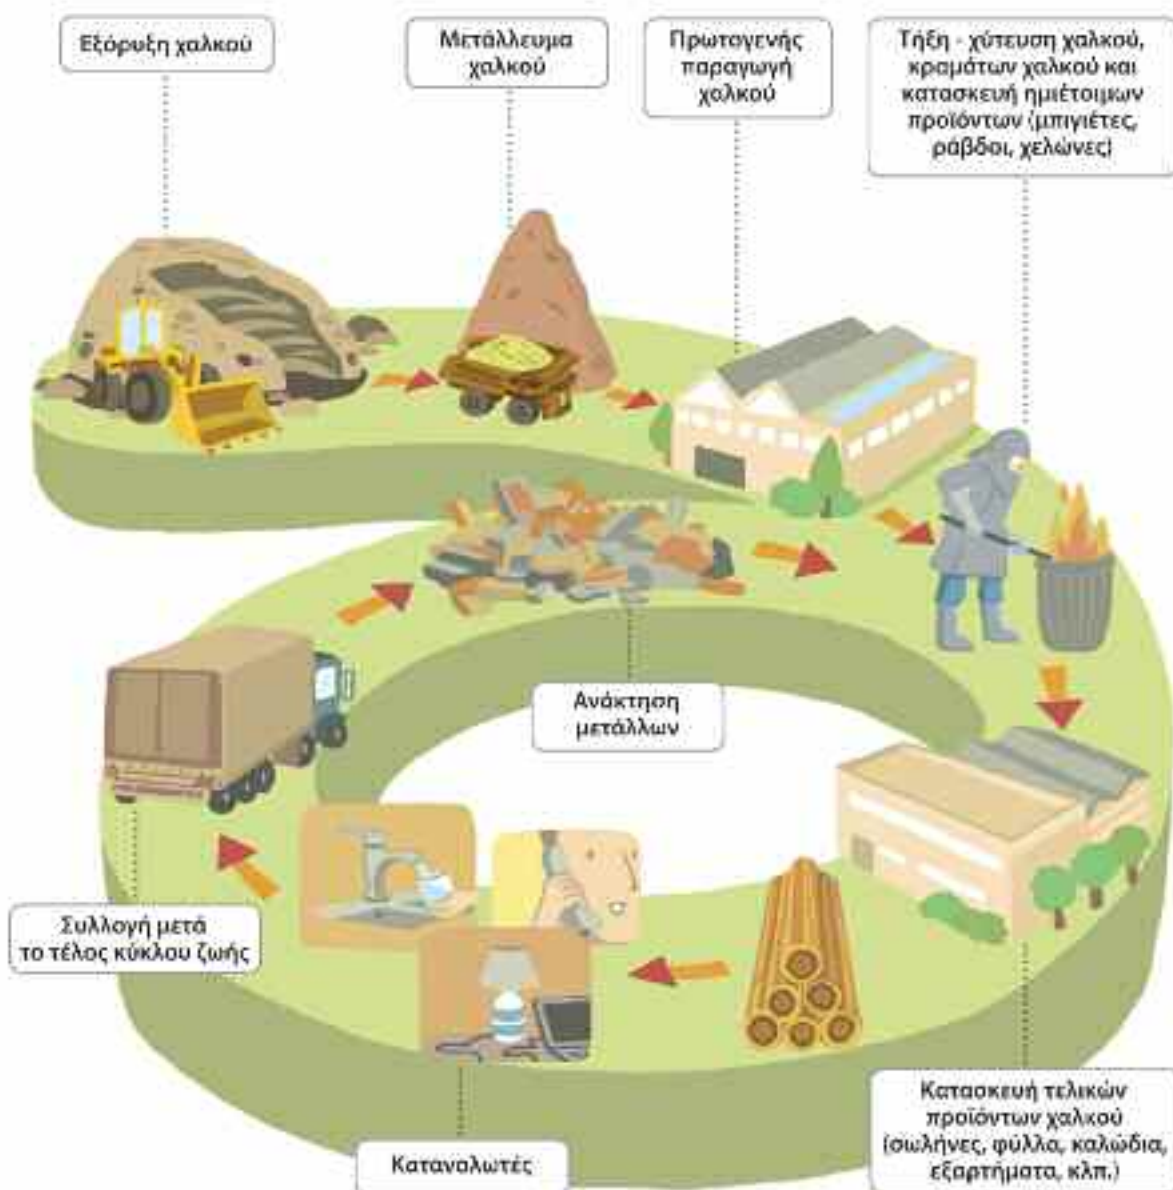 Εξόρυξη χαλκού
Μετάλλευμα
χαλκού
Πρωτογενής
παραγωγή
χαλκού
Τήξη - χύτευση χαλκού,
κραμάτων χαλκού και
κατασκευή ημιέτοιμων
προϊόντων (μπιγιέτες,
ράβδοι, χελώνες)
Ανάκτηση
μετάλλων
Συλλογή μετά
το τέλος κύκλου ζωής
Καταναλωτές
Κατασκευή τελικών
προϊόντων χαλκού
(σωλήνες, φύλλα, καλώδια,
εξαρτήματα, κλπ.)